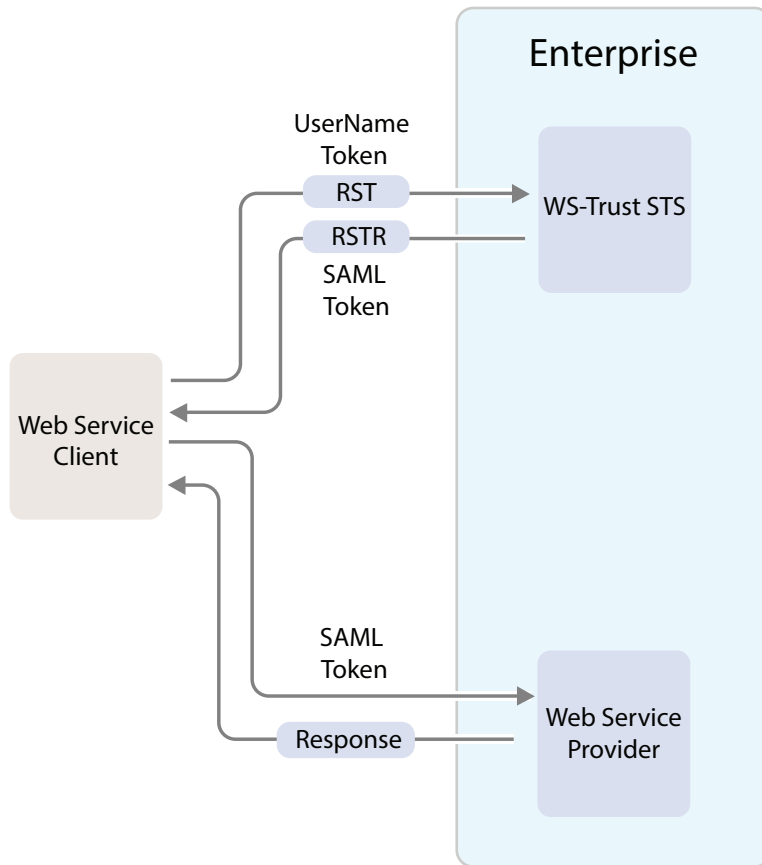 Enterprise
UserName
Token
RST
WS-Trust STS
RSTR
SAML
Token
Web Service
Client
SAML
Token
Web Service
Provider
Response